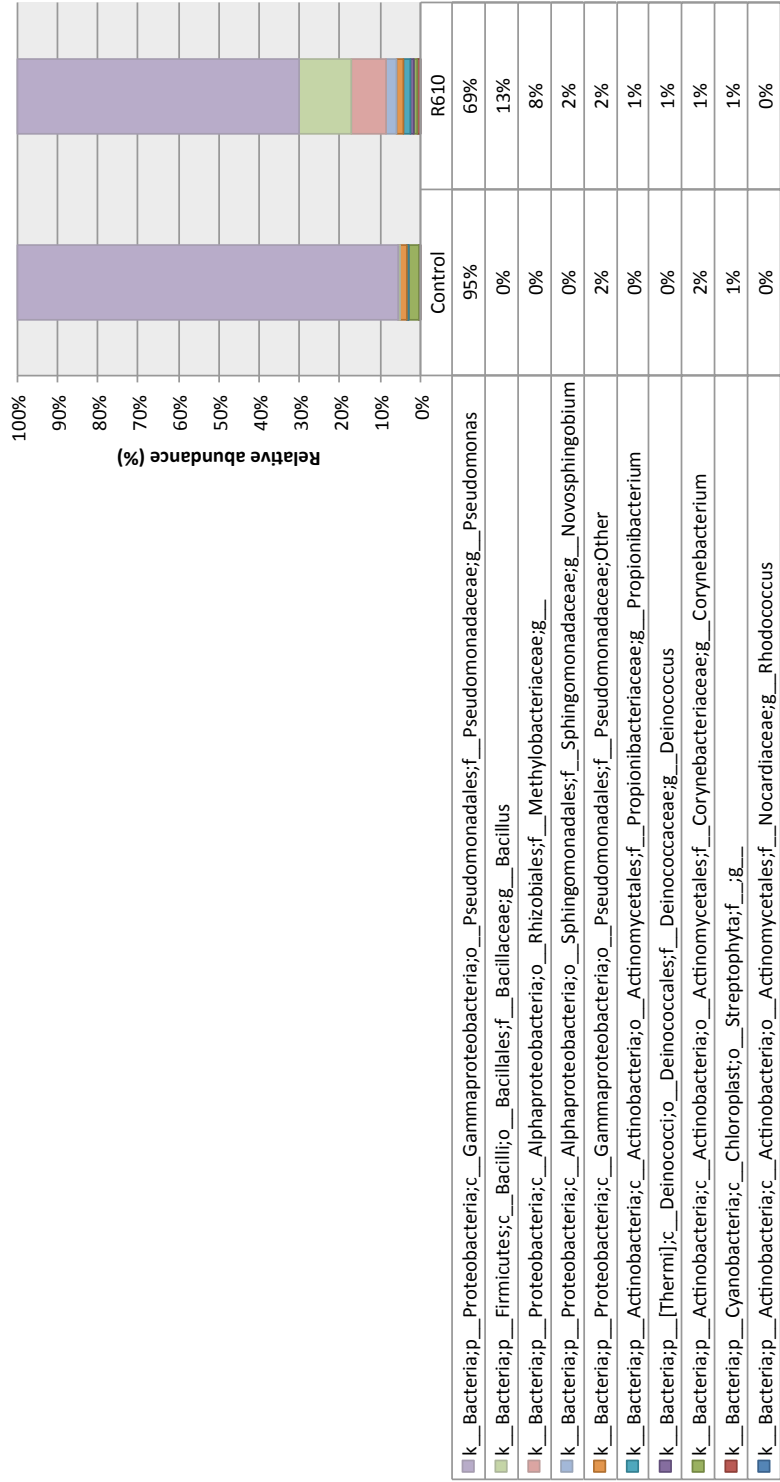 100%
90%
80%
70%
60%
50%
40%
30%
20%
10%
0%
Relative abundance (%)
Control R610
k__Bacteria;p__Proteobacteria;c__Gammaproteobacteria;o__Pseudomonadales;f__Pseudomonadaceae;g__Pseudomonas 95% 69%
k__Bacteria;p__Firmicutes;c__Bacilli;o__Bacillales;f__Bacillaceae;g__Bacillus 0% 13%
k__Bacteria;p__Proteobacteria;c__Alphaproteobacteria;o__Rhizobiales;f__Methylobacteriaceae;g__ 0% 8%
k__Bacteria;p__Proteobacteria;c__Alphaproteobacteria;o__Sphingomonadales;f__Sphingomonadaceae;g__Novosphingobium 0% 2%
k__Bacteria;p__Proteobacteria;c__Gammaproteobacteria;o__Pseudomonadales;f__Pseudomonadaceae;Other 2% 2%
k__Bacteria;p__Actinobacteria;c__Actinobacteria;o__Actinomycetales;f__Propionibacteriaceae;g__Propionibacterium 0% 1%
k__Bacteria;p__[Thermi];c__Deinococci;o__Deinococcales;f__Deinococcaceae;g__Deinococcus 0% 1%
k__Bacteria;p__Actinobacteria;c__Actinobacteria;o__Actinomycetales;f__Corynebacteriaceae;g__Corynebacterium 2% 1%
k__Bacteria;p__Cyanobacteria;c__Chloroplast;o__Streptophyta;f__;g__ 1% 1%
k__Bacteria;p__Actinobacteria;c__Actinobacteria;o__Actinomycetales;f__Nocardiaceae;g__Rhodococcus 0% 0%